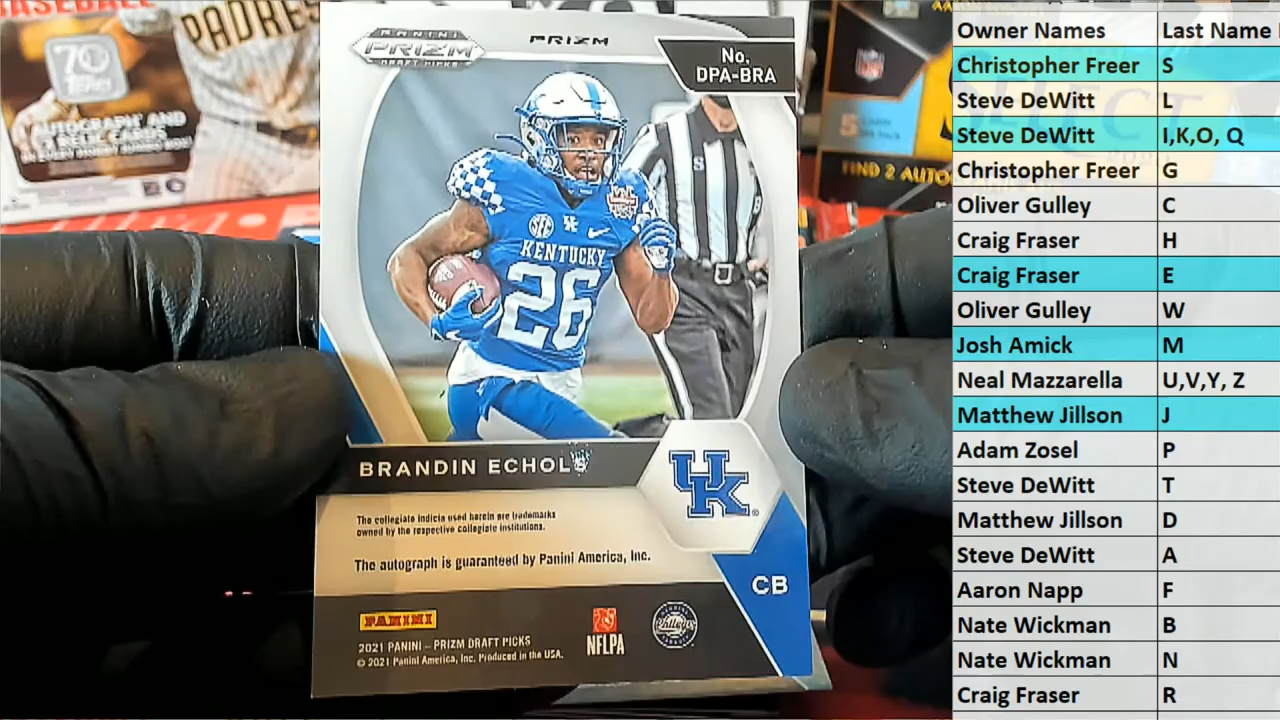 BASEBALL
PADRES
70
AUTOGRAPH AND
FIND 2 AUTO
PANINI
PRIZM
DRAFT PICKS
PRIZM
No.
DPA-BRA
S
SEC
UK
KENTUCKY
26
BRANDIN ECHOLS
UK
The collegiate indicia used herein are trademarks
owned by the respective collegiate institutions.
The autograph is guaranteed by Panini America, Inc.
CB
PANINI
NFLPA
2021 PANINI – PRIZM DRAFT PICKS
© 2021 Panini America, Inc. Produced in the USA.
Owner Names Last Name
Christopher Freer S
Steve DeWitt L
Steve DeWitt I,K,O, Q
Christopher Freer G
Oliver Gulley C
Craig Fraser H
Craig Fraser E
Oliver Gulley W
Josh Amick M
Neal Mazzarella U,V,Y, Z
Matthew Jillson J
Adam Zosel P
Steve DeWitt T
Matthew Jillson D
Steve DeWitt A
Aaron Napp F
Nate Wickman B
Nate Wickman N
Craig Fraser R